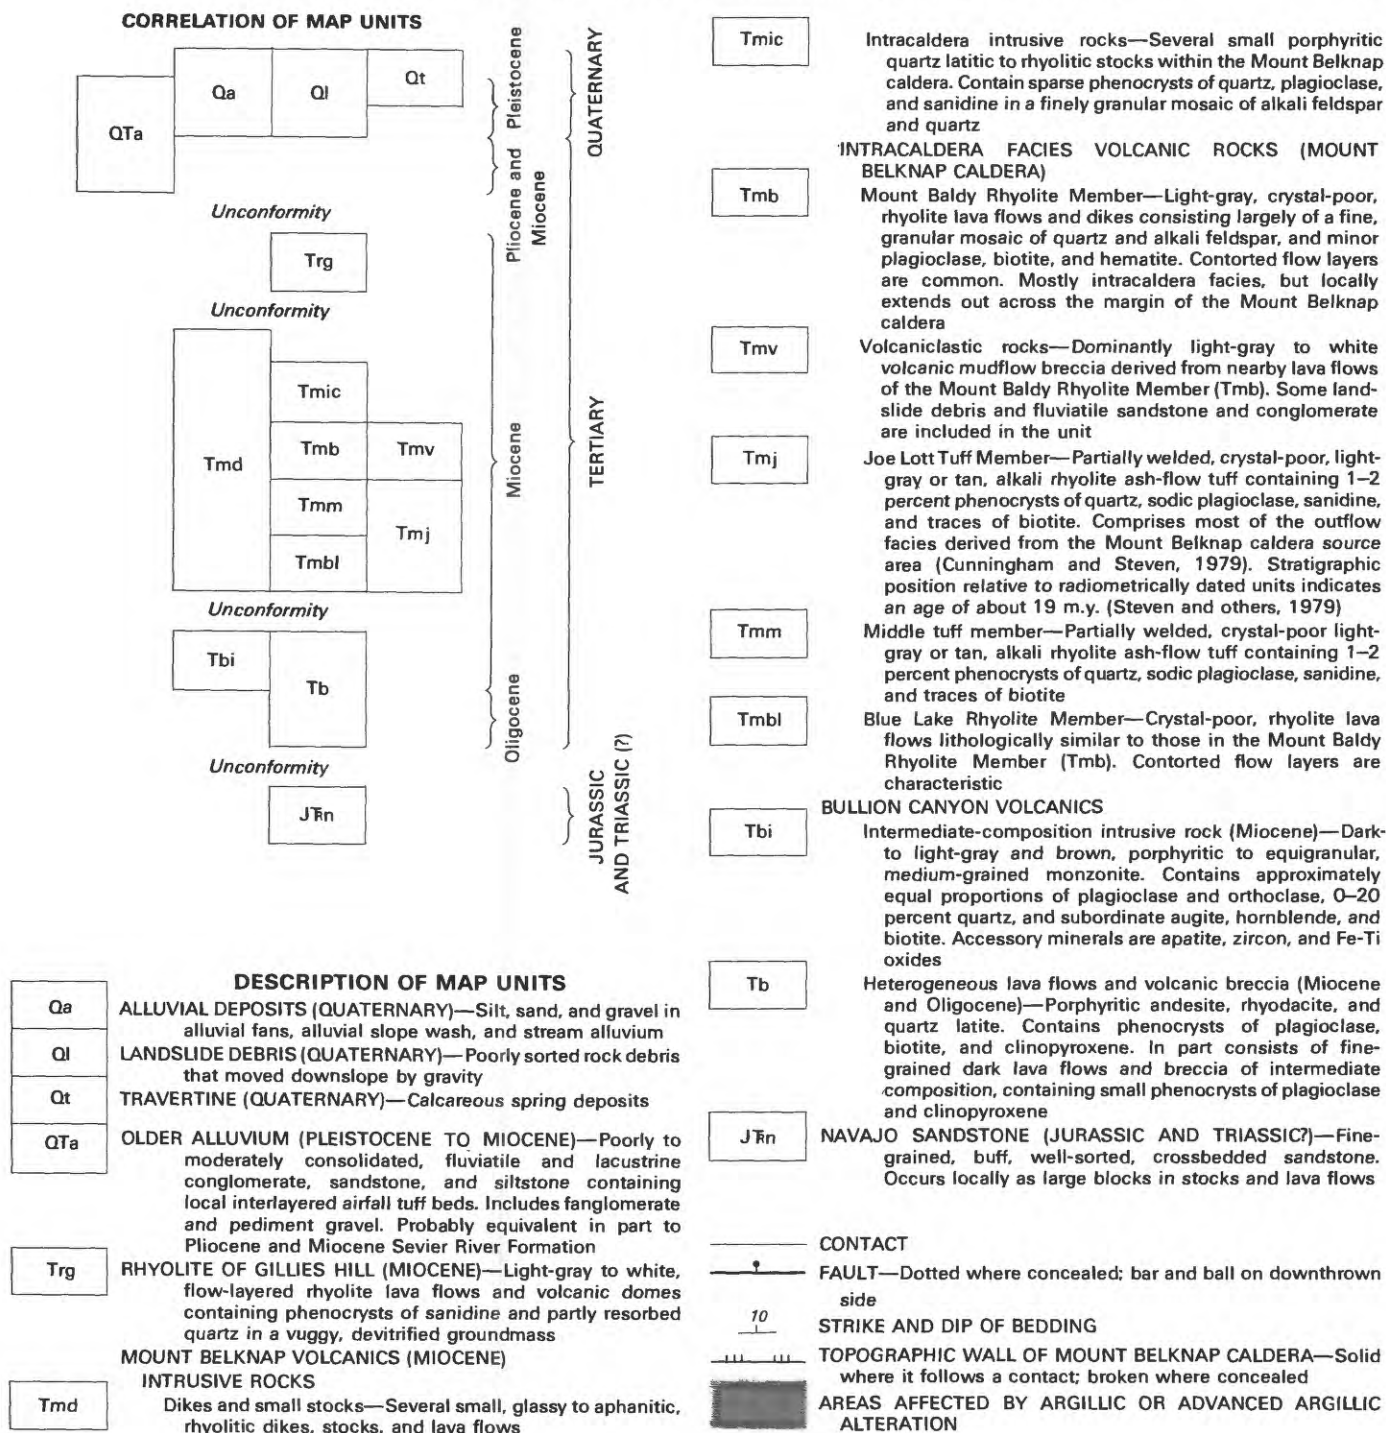 CORRELATION OF MAP UNITS
QTa
Qa
Ql
Qt
Unconformity
Trg
Unconformity
Tmd
Tmic
Tmb
Tmv
Tmm
Tmj
Tmbl
Unconformity
Tbi
Tb
Unconformity
JT̄n
Pleistocene
Pliocene and
Miocene
Miocene
Oligocene
QUATERNARY
TERTIARY
JURASSIC
AND TRIASSIC (?)
DESCRIPTION OF MAP UNITS
Qa
ALLUVIAL DEPOSITS (QUATERNARY)—Silt, sand, and gravel in
alluvial fans, alluvial slope wash, and stream alluvium
Ql
LANDSLIDE DEBRIS (QUATERNARY)—Poorly sorted rock debris
that moved downslope by gravity
Qt
TRAVERTINE (QUATERNARY)—Calcareous spring deposits
QTa
OLDER ALLUVIUM (PLEISTOCENE TO MIOCENE)—Poorly to
moderately consolidated, fluviatile and lacustrine
conglomerate, sandstone, and siltstone containing
local interlayered airfall tuff beds. Includes fanglomerate
and pediment gravel. Probably equivalent in part to
Pliocene and Miocene Sevier River Formation
Trg
RHYOLITE OF GILLIES HILL (MIOCENE)—Light-gray to white,
flow-layered rhyolite lava flows and volcanic domes
containing phenocrysts of sanidine and partly resorbed
quartz in a vuggy, devitrified groundmass
MOUNT BELKNAP VOLCANICS (MIOCENE)
INTRUSIVE ROCKS
Tmd
Dikes and small stocks—Several small, glassy to aphanitic,
rhyolitic dikes, stocks, and lava flows
Tmic
Intracaldera intrusive rocks—Several small porphyritic
quartz latitic to rhyolitic stocks within the Mount Belknap
caldera. Contain sparse phenocrysts of quartz, plagioclase,
and sanidine in a finely granular mosaic of alkali feldspar
and quartz
INTRACALDERA FACIES VOLCANIC ROCKS (MOUNT
BELKNAP CALDERA)
Tmb
Mount Baldy Rhyolite Member—Light-gray, crystal-poor,
rhyolite lava flows and dikes consisting largely of a fine,
granular mosaic of quartz and alkali feldspar, and minor
plagioclase, biotite, and hematite. Contorted flow layers
are common. Mostly intracaldera facies, but locally
extends out across the margin of the Mount Belknap
caldera
Tmv
Volcaniclastic rocks—Dominantly light-gray to white
volcanic mudflow breccia derived from nearby lava flows
of the Mount Baldy Rhyolite Member (Tmb). Some land-
slide debris and fluviatile sandstone and conglomerate
are included in the unit
Tmj
Joe Lott Tuff Member—Partially welded, crystal-poor, light-
gray or tan, alkali rhyolite ash-flow tuff containing 1–2
percent phenocrysts of quartz, sodic plagioclase, sanidine,
and traces of biotite. Comprises most of the outflow
facies derived from the Mount Belknap caldera source
area (Cunningham and Steven, 1979). Stratigraphic
position relative to radiometrically dated units indicates
an age of about 19 m.y. (Steven and others, 1979)
Tmm
Middle tuff member—Partially welded, crystal-poor light-
gray or tan, alkali rhyolite ash-flow tuff containing 1–2
percent phenocrysts of quartz, sodic plagioclase, sanidine,
and traces of biotite
Tmbl
Blue Lake Rhyolite Member—Crystal-poor, rhyolite lava
flows lithologically similar to those in the Mount Baldy
Rhyolite Member (Tmb). Contorted flow layers are
characteristic
BULLION CANYON VOLCANICS
Tbi
Intermediate-composition intrusive rock (Miocene)—Dark-
to light-gray and brown, porphyritic to equigranular,
medium-grained monzonite. Contains approximately
equal proportions of plagioclase and orthoclase, 0–20
percent quartz, and subordinate augite, hornblende, and
biotite. Accessory minerals are apatite, zircon, and Fe-Ti
oxides
Tb
Heterogeneous lava flows and volcanic breccia (Miocene
and Oligocene)—Porphyritic andesite, rhyodacite, and
quartz latite. Contains phenocrysts of plagioclase,
biotite, and clinopyroxene. In part consists of fine-
grained dark lava flows and breccia of intermediate
composition, containing small phenocrysts of plagioclase
and clinopyroxene
JT̄n
NAVAJO SANDSTONE (JURASSIC AND TRIASSIC?)—Fine-
grained, buff, well-sorted, crossbedded sandstone.
Occurs locally as large blocks in stocks and lava flows
CONTACT
FAULT—Dotted where concealed; bar and ball on downthrown
side
10
STRIKE AND DIP OF BEDDING
TOPOGRAPHIC WALL OF MOUNT BELKNAP CALDERA—Solid
where it follows a contact; broken where concealed
AREAS AFFECTED BY ARGILLIC OR ADVANCED ARGILLIC
ALTERATION